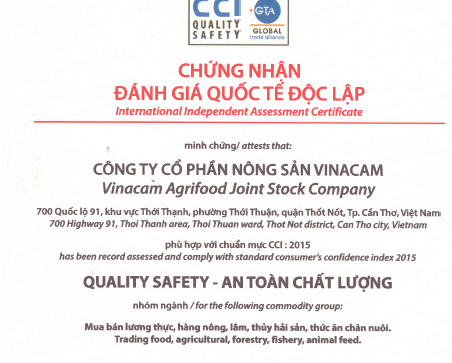 CCI
QUALITY
SAFETY
GTA
GLOBAL
trade alliance
CHỨNG NHẬN
ĐÁNH GIÁ QUỐC TẾ ĐỘC LẬP
International Independent Assessment Certificate
minh chứng/ attests that:
CÔNG TY CỔ PHẦN NÔNG SẢN VINACAM
Vinacam Agrifood Joint Stock Company
700 Quốc lộ 91, khu vực Thới Thạnh, phường Thới Thuận, quận Thốt Nốt, Tp. Cần Thơ, Việt Nam
700 Highway 91, Thoi Thanh area, Thoi Thuan ward, Thot Not district, Can Tho city, Vietnam
phù hợp với chuẩn mực CCI : 2015
has been record assessed and comply with standard consumer's confidence index 2015
QUALITY SAFETY - AN TOÀN CHẤT LƯỢNG
nhóm ngành / for the following commodity group:
Mua bán lương thực, hàng nông, lâm, thủy hải sản, thức ăn chăn nuôi.
Trading food, agricultural, forestry, fishery, animal feed.